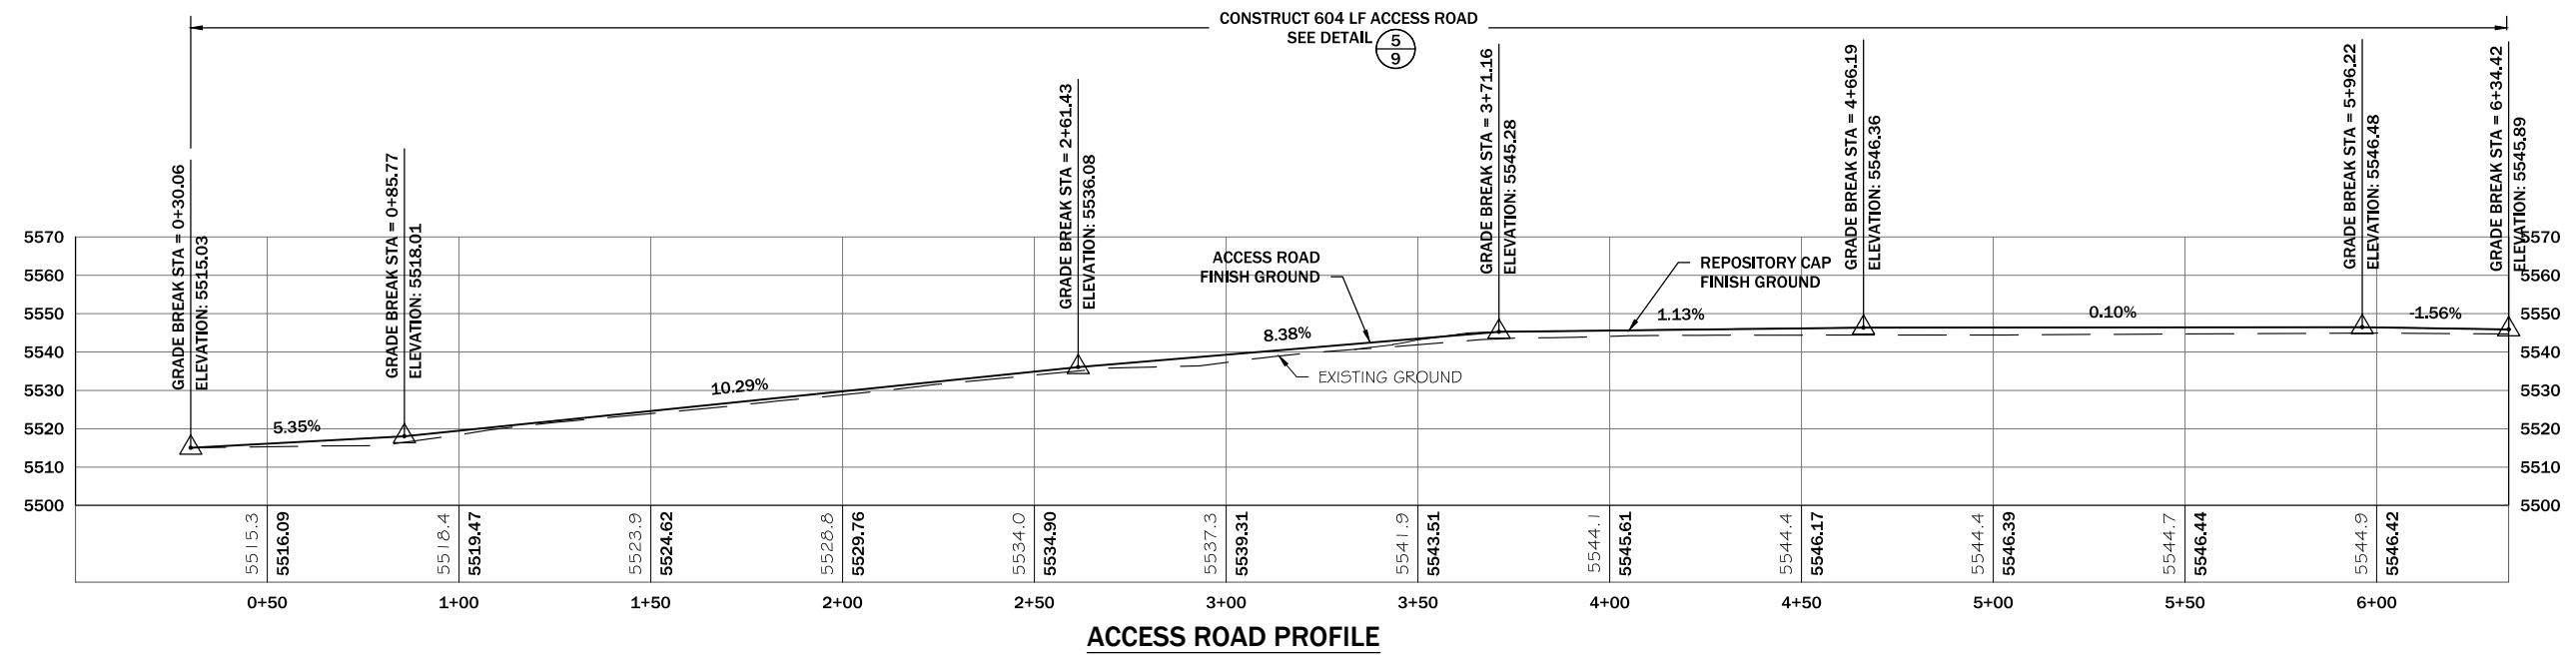 CONSTRUCT 604 LF ACCESS ROAD
SEE DETAIL 5
9
GRADE BREAK STA = 0+30.06
ELEVATION: 5515.03
GRADE BREAK STA = 0+85.77
ELEVATION: 5518.01
GRADE BREAK STA = 2+61.43
ELEVATION: 5536.08
GRADE BREAK STA = 3+71.16
ELEVATION: 5545.28
GRADE BREAK STA = 4+66.19
ELEVATION: 5546.36
GRADE BREAK STA = 5+96.22
ELEVATION: 5546.48
GRADE BREAK STA = 6+34.42
ELEVATION: 5545.89
5570 5570
5560 5560
5550 5550
5540 5540
5530 5530
5520 5520
5510 5510
5500 5500
ACCESS ROAD
FINISH GROUND
REPOSITORY CAP
FINISH GROUND
EXISTING GROUND
5.35%
10.29%
8.38%
1.13%
0.10%
-1.56%
5515.3
5516.09
5518.4
5519.47
5523.9
5524.62
5528.8
5529.76
5534.0
5534.90
5537.3
5539.31
5541.9
5543.51
5544.1
5545.61
5544.4
5546.17
5544.4
5546.39
5544.7
5546.44
5544.9
5546.42
0+50 1+00 1+50 2+00 2+50 3+00 3+50 4+00 4+50 5+00 5+50 6+00
ACCESS ROAD PROFILE